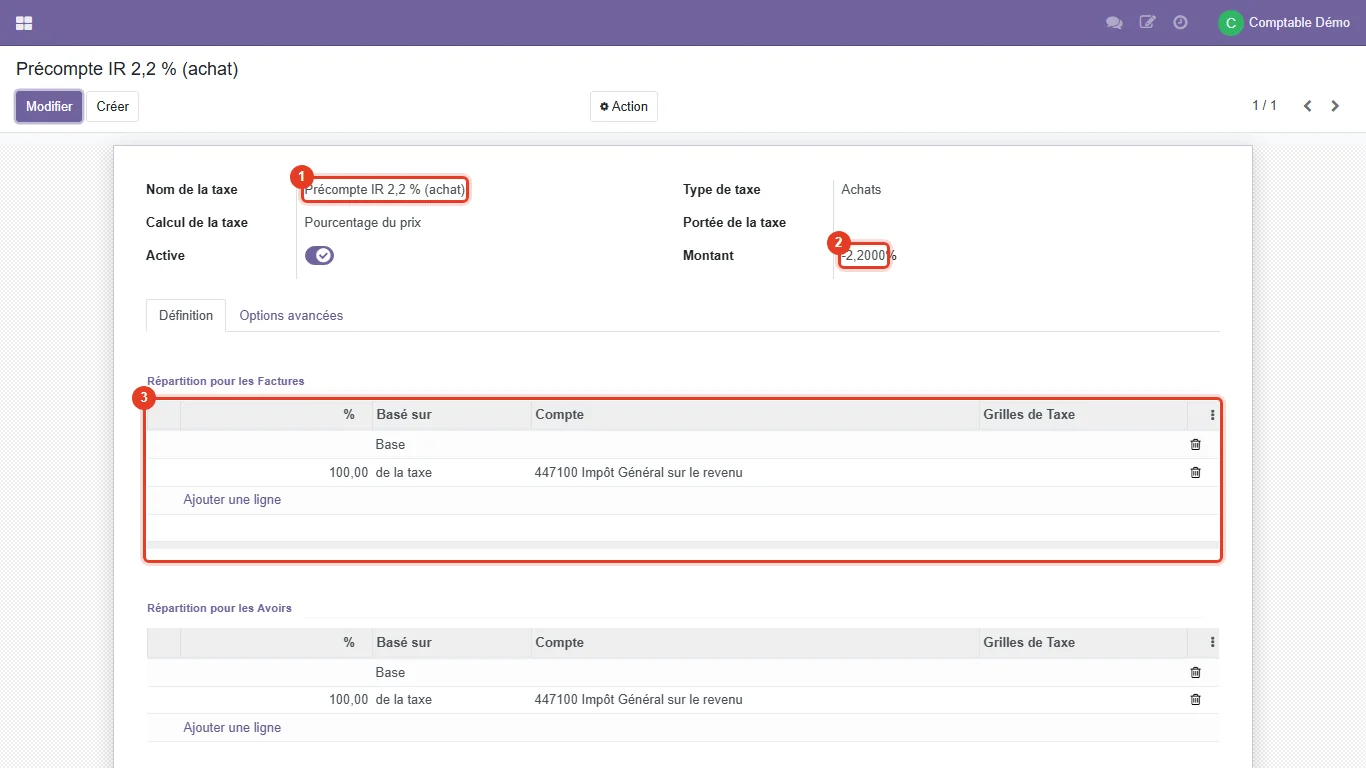 C Comptable Démo
Précompte IR 2,2 % (achat)
Modifier Créer Action 1 / 1
1
Nom de la taxe Précompte IR 2,2 % (achat) Type de taxe Achats
Calcul de la taxe Pourcentage du prix Portée de la taxe
2
Active Montant -2,2000%
Définition Options avancées
Répartition pour les Factures
3
% Basé sur Compte Grilles de Taxe
Base
100,00 de la taxe 447100 Impôt Général sur le revenu
Ajouter une ligne
Répartition pour les Avoirs
% Basé sur Compte Grilles de Taxe
Base
100,00 de la taxe 447100 Impôt Général sur le revenu
Ajouter une ligne